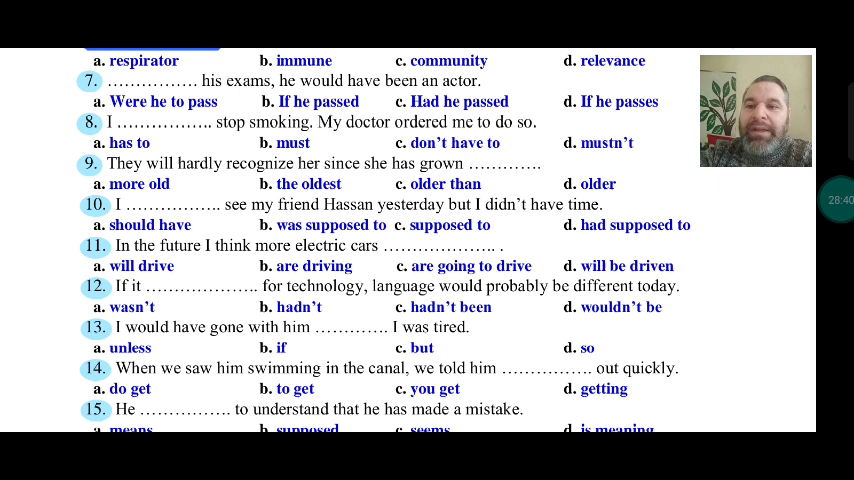 a. respirator b. immune c. community d. relevance
7. ……………. his exams, he would have been an actor.
a. Were he to pass b. If he passed c. Had he passed d. If he passes
8. I …………….. stop smoking. My doctor ordered me to do so.
a. has to b. must c. don’t have to d. mustn’t
9. They will hardly recognize her since she has grown ………….
a. more old b. the oldest c. older than d. older
10. I …………….. see my friend Hassan yesterday but I didn’t have time.
a. should have b. was supposed to c. supposed to d. had supposed to
11. In the future I think more electric cars ……………….. .
a. will drive b. are driving c. are going to drive d. will be driven
12. If it ……………….. for technology, language would probably be different today.
a. wasn’t b. hadn’t c. hadn’t been d. wouldn’t be
13. I would have gone with him …………. I was tired.
a. unless b. if c. but d. so
14. When we saw him swimming in the canal, we told him ……………. out quickly.
a. do get b. to get c. you get d. getting
15. He …………….. to understand that he has made a mistake.
a. means b. supposed c. seems d. is meaning
28:40